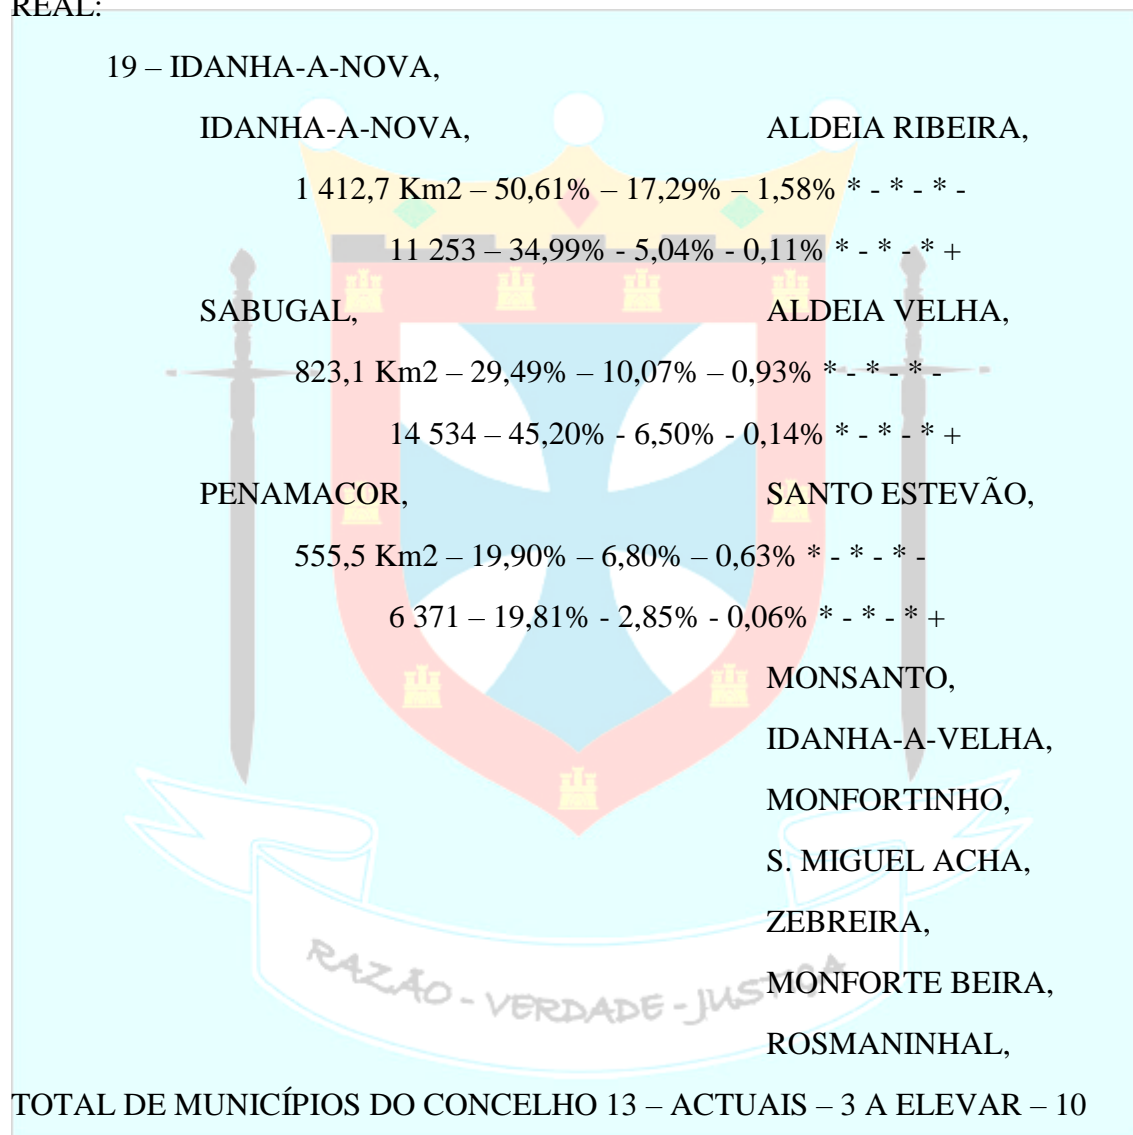 REAL:
19 – IDANHA-A-NOVA,
IDANHA-A-NOVA, ALDEIA RIBEIRA,
1 412,7 Km2 – 50,61% – 17,29% – 1,58% * - * - * -
11 253 – 34,99% - 5,04% - 0,11% * - * - * +
SABUGAL, ALDEIA VELHA,
823,1 Km2 – 29,49% – 10,07% – 0,93% * - * - * -
14 534 – 45,20% - 6,50% - 0,14% * - * - * +
PENAMACOR, SANTO ESTEVÃO,
555,5 Km2 – 19,90% – 6,80% – 0,63% * - * - * -
6 371 – 19,81% - 2,85% - 0,06% * - * - * +
MONSANTO,
IDANHA-A-VELHA,
MONFORTINHO,
S. MIGUEL ACHA,
ZEBREIRA,
MONFORTE BEIRA,
ROSMANINHAL,
RAZÃO - VERDADE - JUSTIÇA
TOTAL DE MUNICÍPIOS DO CONCELHO 13 – ACTUAIS – 3 A ELEVAR – 10